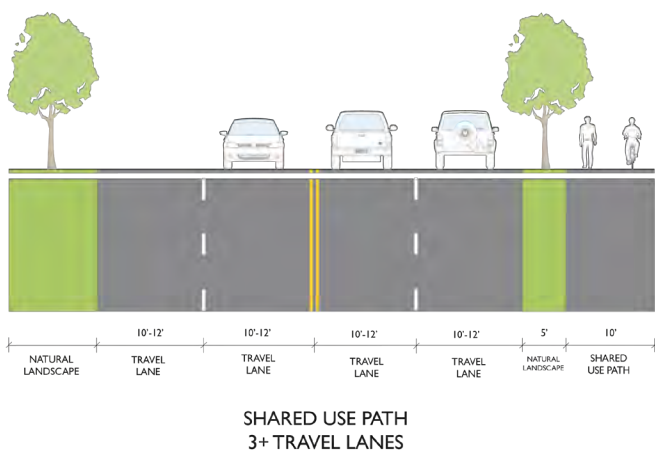 10'-12' 10'-12' 10'-12' 10'-12' 5' 10'
NATURAL LANDSCAPE
TRAVEL LANE
TRAVEL LANE
TRAVEL LANE
TRAVEL LANE
NATURAL LANDSCAPE
SHARED USE PATH
SHARED USE PATH
3+ TRAVEL LANES